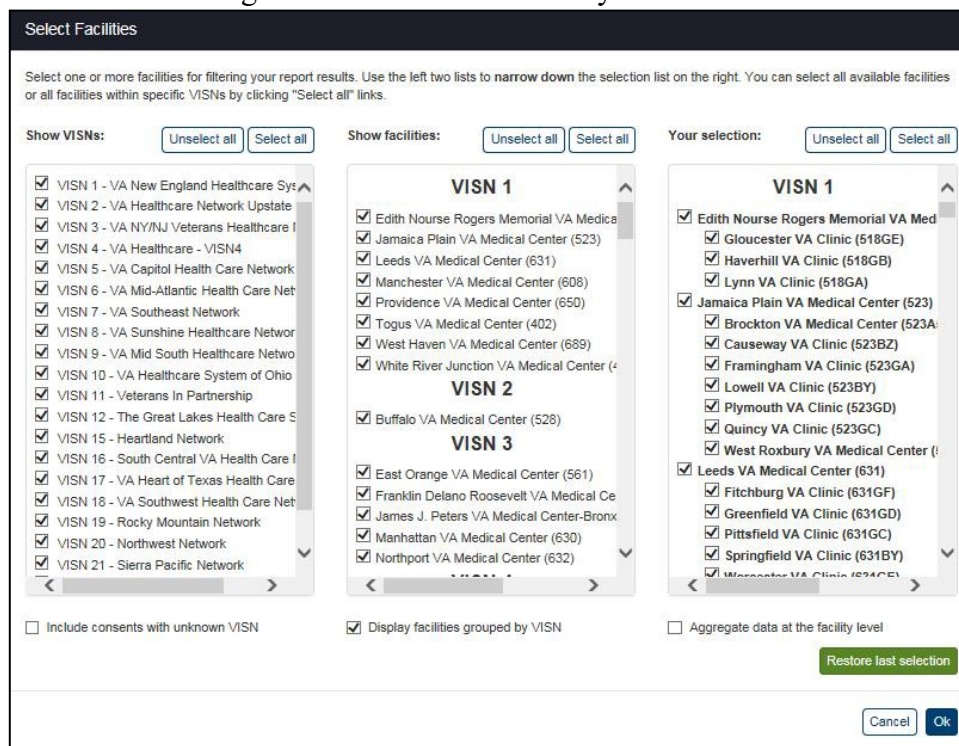 Select Facilities
Select one or more facilities for filtering your report results. Use the left two lists to narrow down the selection list on the right. You can select all available facilities
or all facilities within specific VISNs by clicking "Select all" links.
Show VISNs:
Unselect all
Select all
VISN 1 - VA New England Healthcare Sys
VISN 2 - VA Healthcare Network Upstate
VISN 3 - VA NY/NJ Veterans Healthcare
VISN 4 - VA Healthcare - VISN4
VISN 5 - VA Capitol Health Care Network
VISN 6 - VA Mid-Atlantic Health Care Net
VISN 7 - VA Southeast Network
VISN 8 - VA Sunshine Healthcare Networ
VISN 9 - VA Mid South Healthcare Netwo
VISN 10 - VA Healthcare System of Ohio
VISN 11 - Veterans In Partnership
VISN 12 - The Great Lakes Health Care S
VISN 15 - Heartland Network
VISN 16 - South Central VA Health Care
VISN 17 - VA Heart of Texas Health Care
VISN 18 - VA Southwest Health Care Net
VISN 19 - Rocky Mountain Network
VISN 20 - Northwest Network
VISN 21 - Sierra Pacific Network
Include consents with unknown VISN
Show facilities:
Unselect all
Select all
VISN 1
Edith Nourse Rogers Memorial VA Medica
Jamaica Plain VA Medical Center (523)
Leeds VA Medical Center (631)
Manchester VA Medical Center (608)
Providence VA Medical Center (650)
Togus VA Medical Center (402)
West Haven VA Medical Center (689)
White River Junction VA Medical Center (4
VISN 2
Buffalo VA Medical Center (528)
VISN 3
East Orange VA Medical Center (561)
Franklin Delano Roosevelt VA Medical Ce
James J. Peters VA Medical Center-Bronx
Manhattan VA Medical Center (630)
Northport VA Medical Center (632)
Display facilities grouped by VISN
Your selection:
Unselect all
Select all
VISN 1
Edith Nourse Rogers Memorial VA Medi
Gloucester VA Clinic (518GE)
Haverhill VA Clinic (518GB)
Lynn VA Clinic (518GA)
Jamaica Plain VA Medical Center (523)
Brockton VA Medical Center (523A
Causeway VA Clinic (523BZ)
Framingham VA Clinic (523GA)
Lowell VA Clinic (523BY)
Plymouth VA Clinic (523GD)
Quincy VA Clinic (523GC)
West Roxbury VA Medical Center (
Leeds VA Medical Center (631)
Fitchburg VA Clinic (631GF)
Greenfield VA Clinic (631GD)
Pittsfield VA Clinic (631GC)
Springfield VA Clinic (631BY)
Worcester VA Clinic (631GE)
Aggregate data at the facility level
Restore last selection
Cancel
Ok